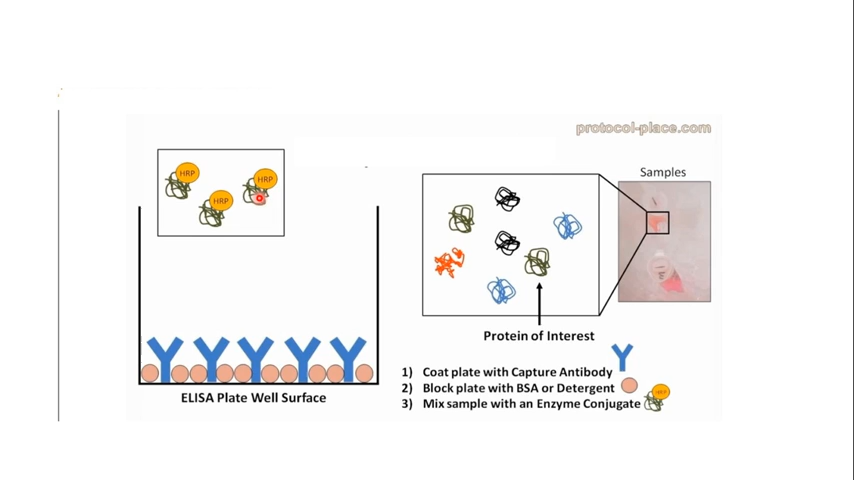 protocol-place.com
HRP
HRP
HRP
Samples
Protein of Interest
1) Coat plate with Capture Antibody
2) Block plate with BSA or Detergent
3) Mix sample with an Enzyme Conjugate
HRP
ELISA Plate Well Surface